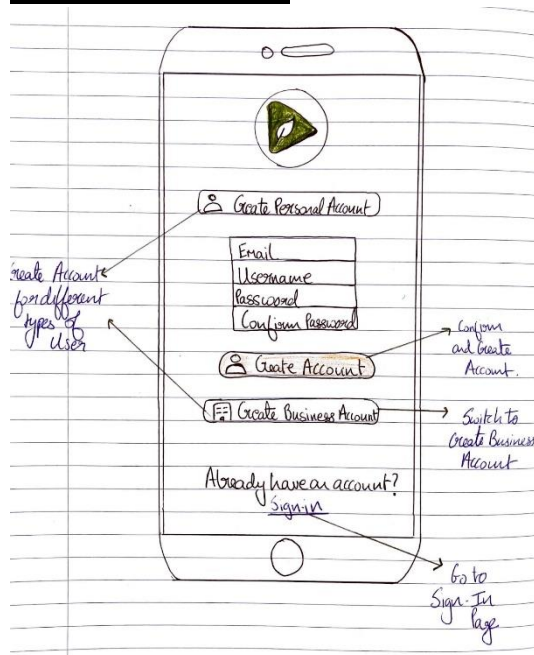 Create Personal Account
Email
Username
Password
Confirm Password
Create Account
Create Business Account
Already have an account?
Sign-in
Create Account
for different
types of
User
Confirm
and Create
Account.
Switch to
Create Business
Account
Go to
Sign-In
Page